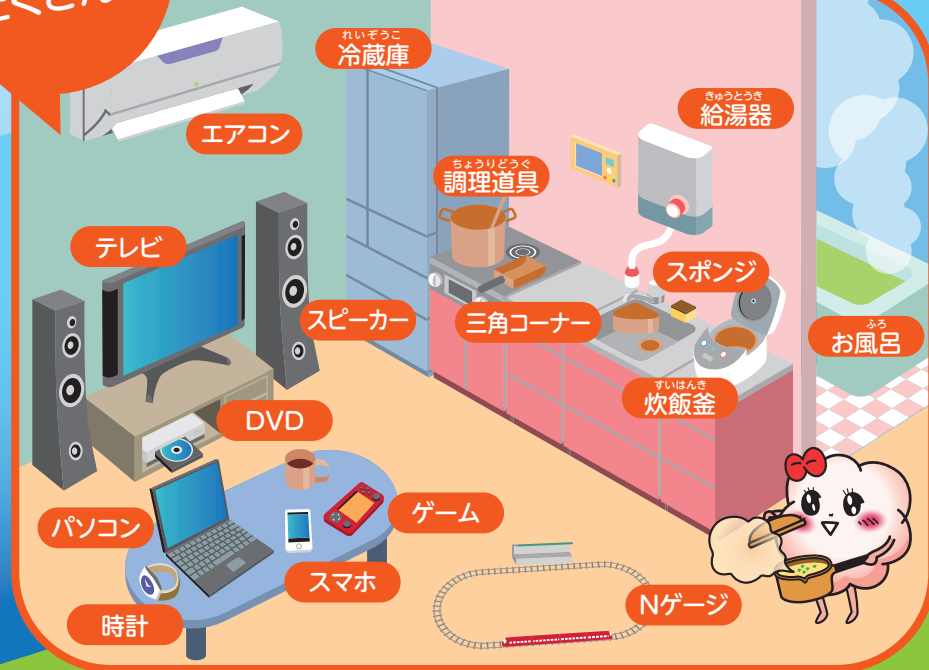 れいぞうこ
冷蔵庫
エアコン
きゅうとうき
給湯器
ちょうりどうぐ
調理道具
テレビ
スポンジ
スピーカー
三角コーナー
ふろ
お風呂
すいはんき
炊飯釜
DVD
パソコン
ゲーム
スマホ
Nゲージ
時計